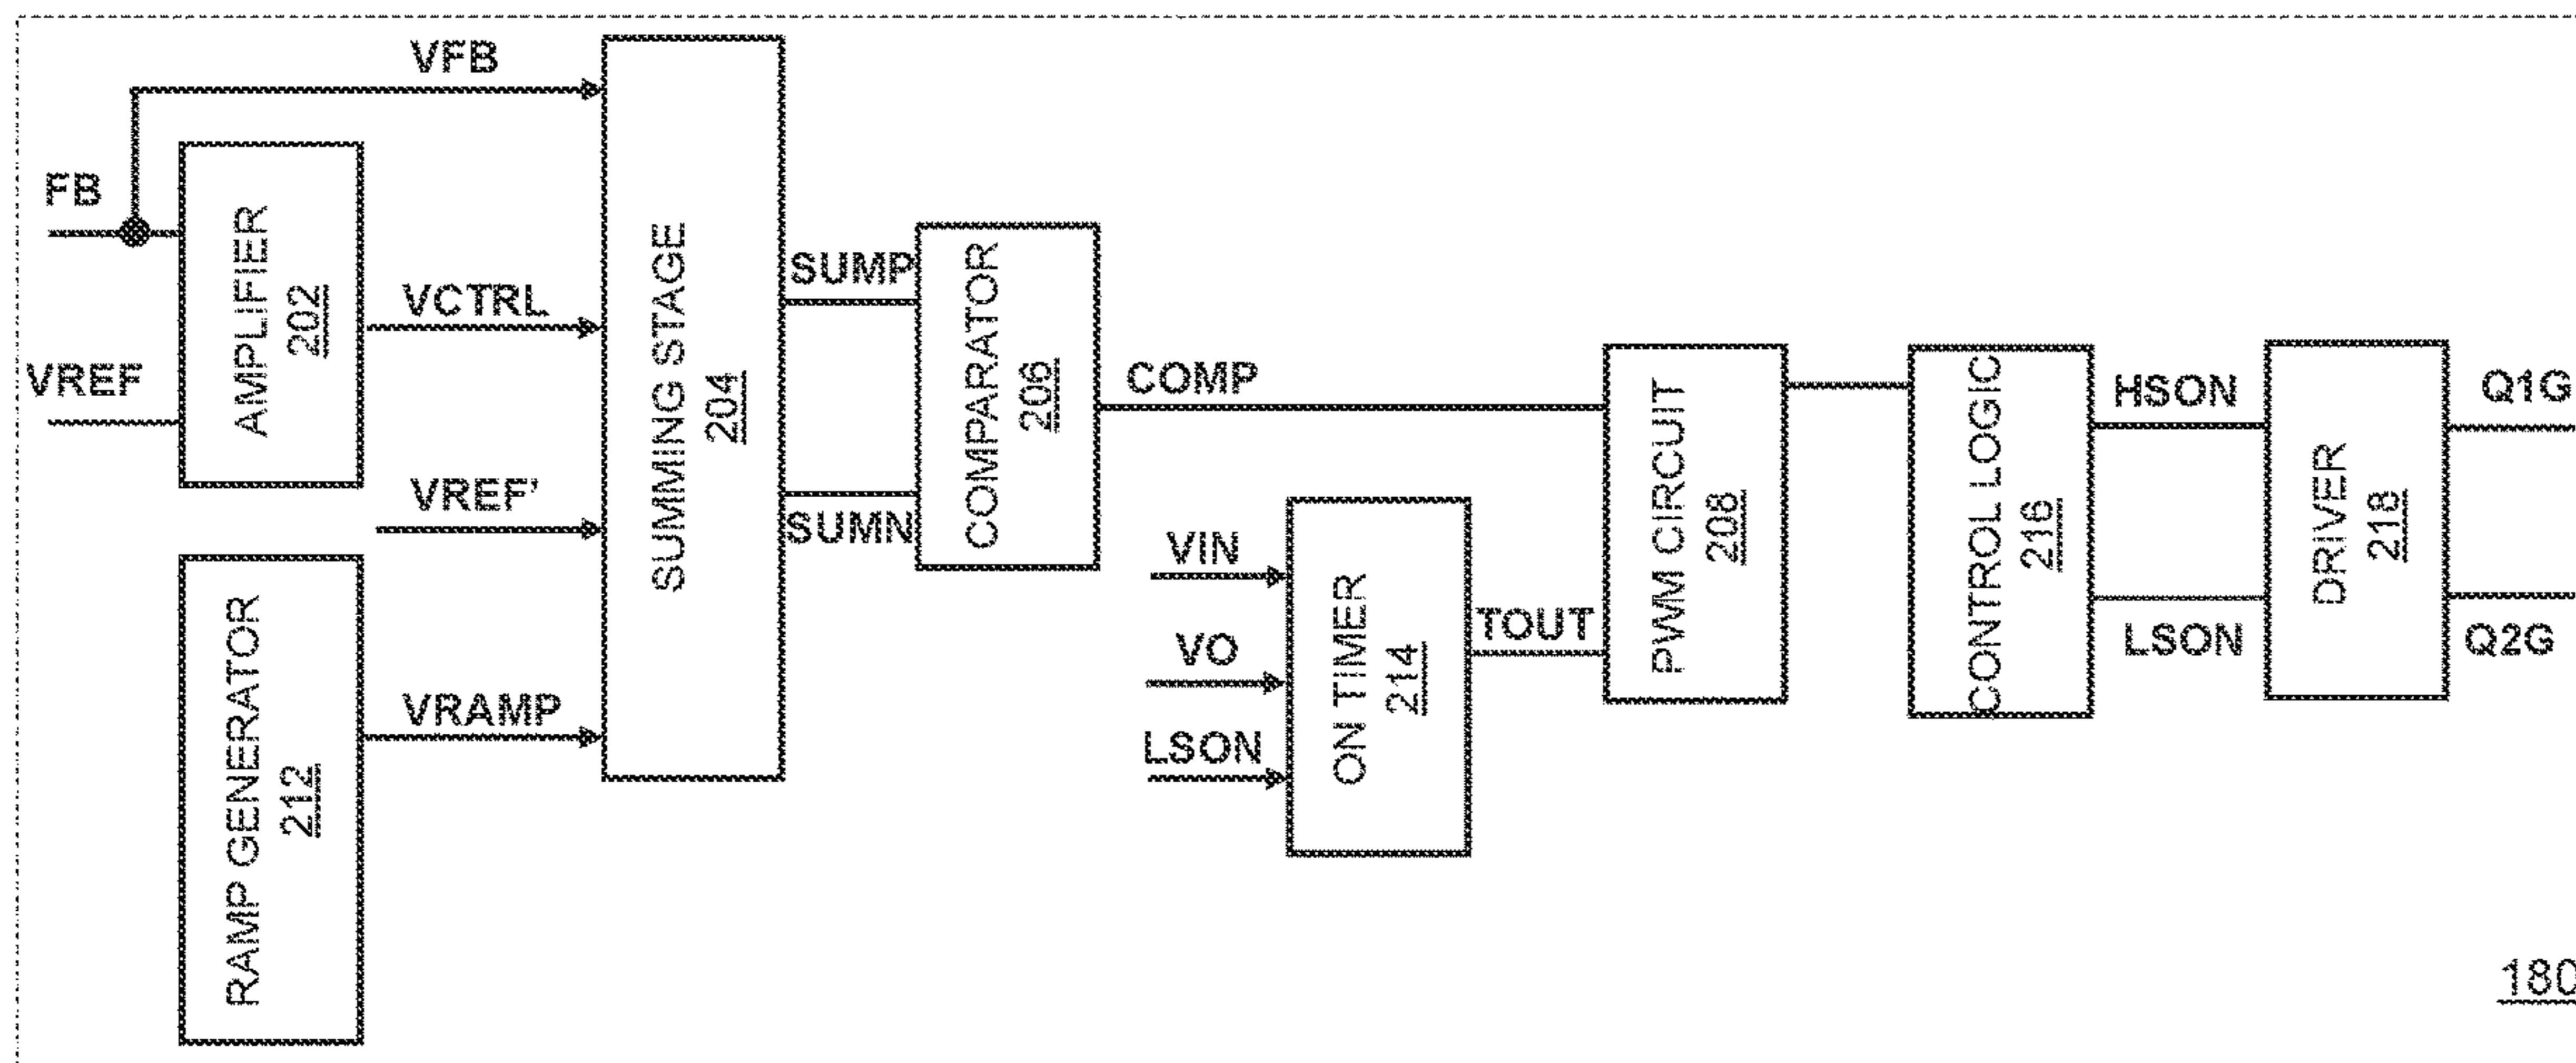 VFB
FB
VREF
AMPLIFIER
202
VCTRL
VREF'
RAMP GENERATOR
212
VRAMP
SUMMING STAGE
204
SUMP
SUMN
COMPARATOR
206
COMP
VIN
VO
LSON
ON TIMER
214
TOUT
PWM CIRCUIT
208
CONTROL LOGIC
216
HSON
LSON
DRIVER
218
Q1G
Q2G
180